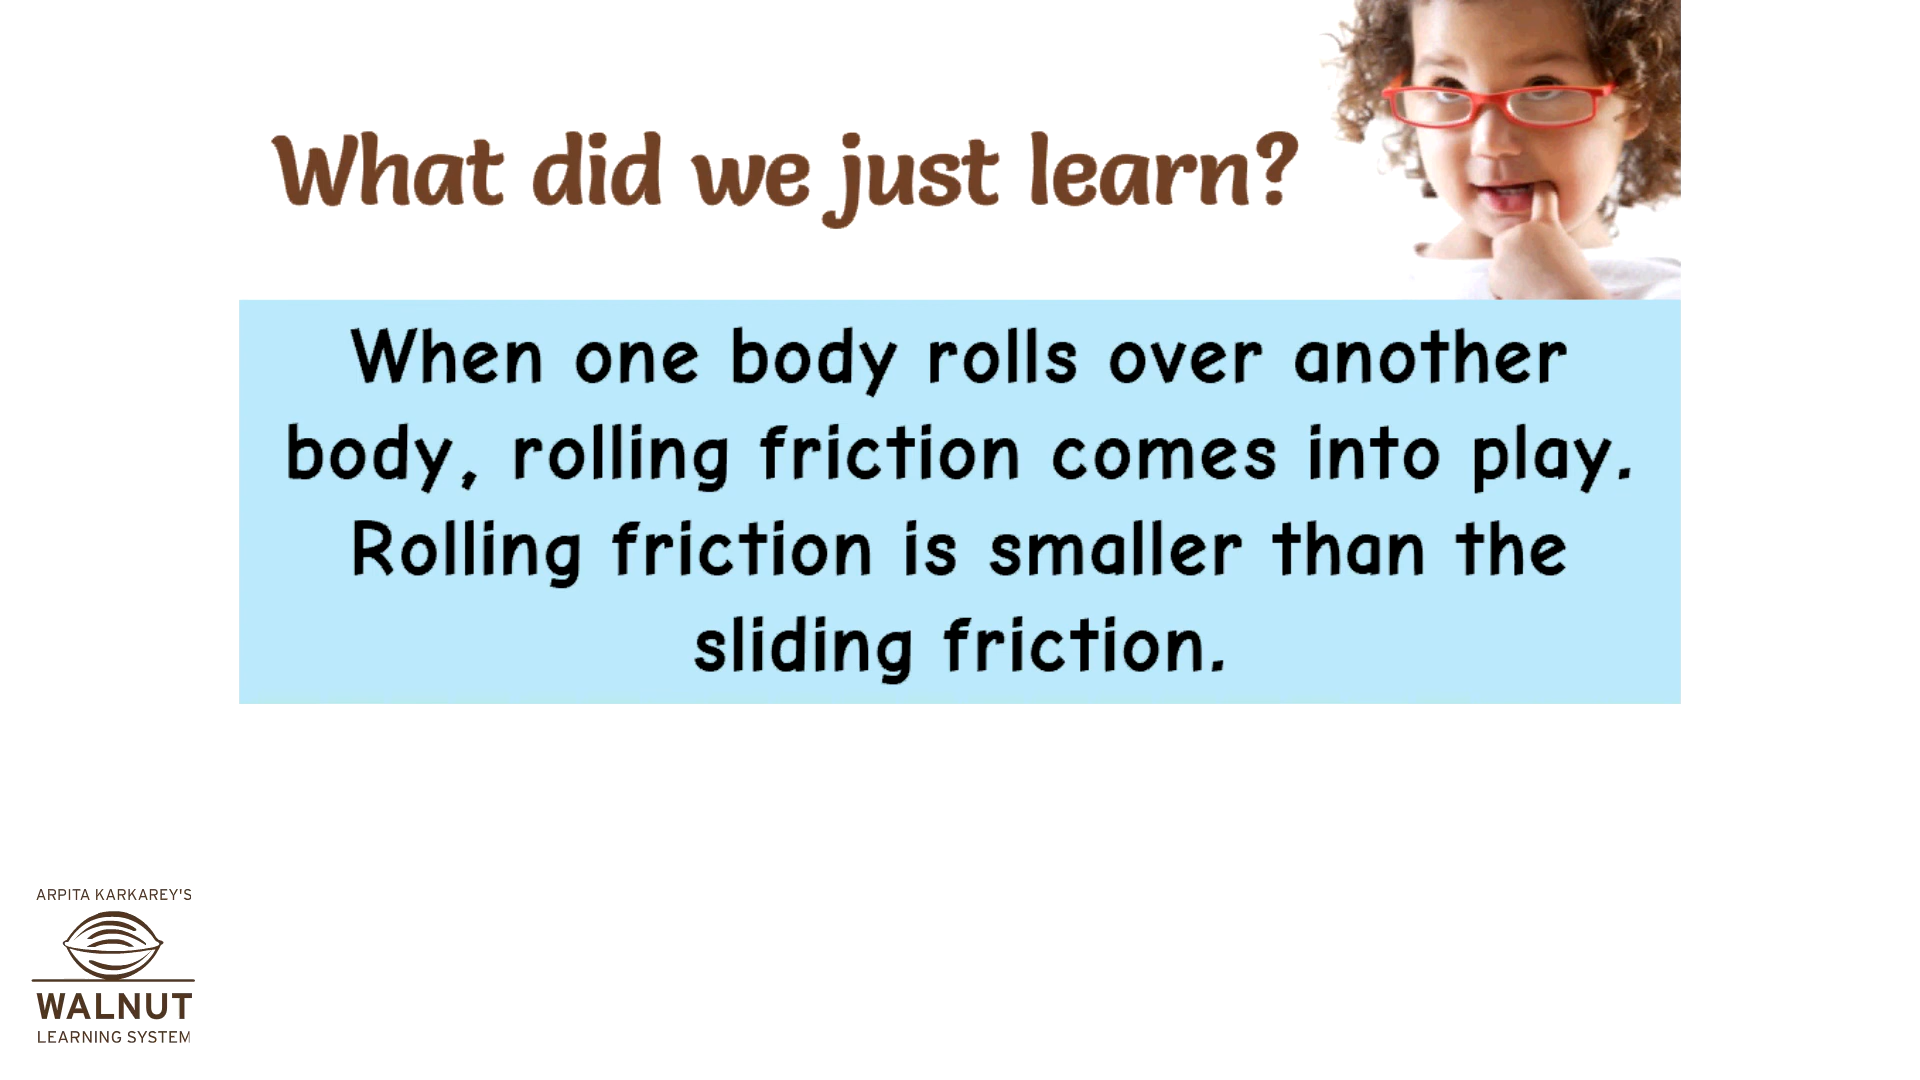 What did we just learn?
When one body rolls over another
body, rolling friction comes into play.
Rolling friction is smaller than the
sliding friction.
ARPITA KARKAREY'S
WALNUT
LEARNING SYSTEM